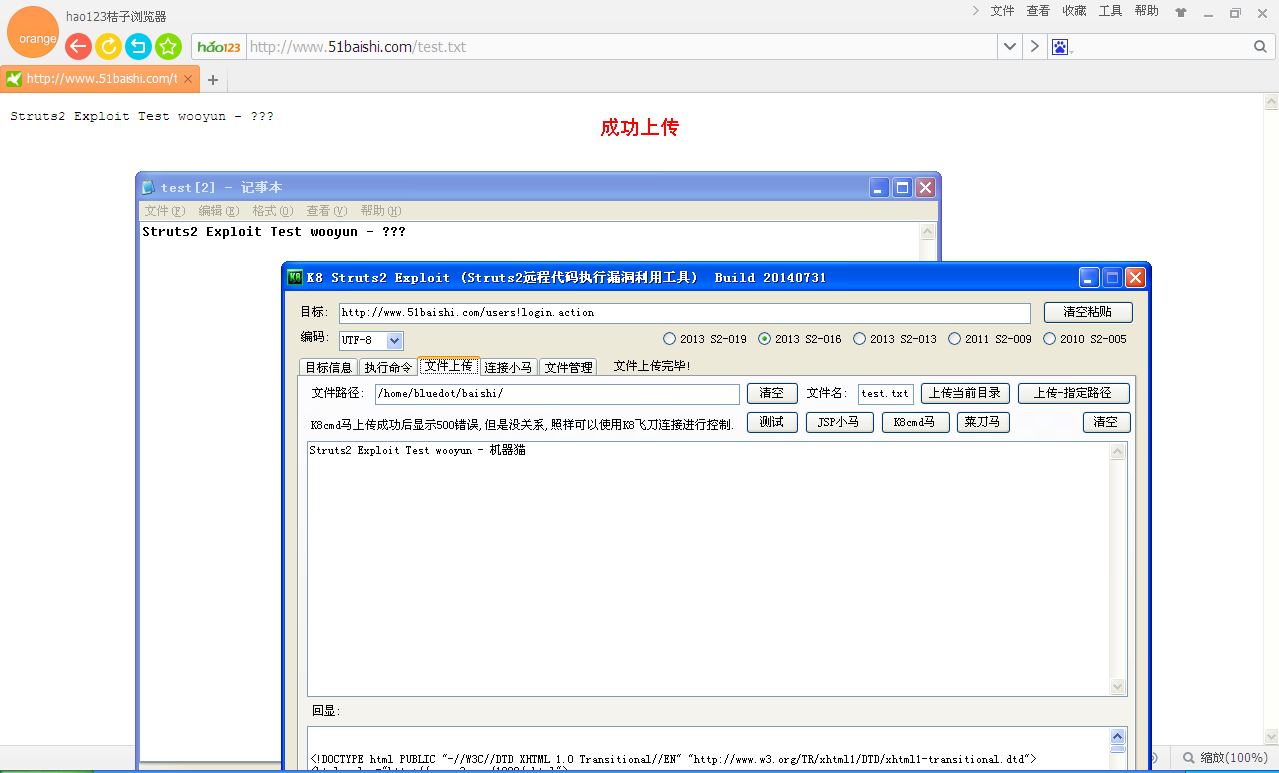 hao123桔子浏览器
文件 查看 收藏 工具 帮助
orange
hao123 http://www.51baishi.com/test.txt
http://www.51baishi.com/t
Struts2 Exploit Test wooyun - ???
成功上传
test[2] - 记事本
文件(F) 编辑(E) 格式(O) 查看(V) 帮助(H)
Struts2 Exploit Test wooyun - ???
K8 Struts2 Exploit (Struts2远程代码执行漏洞利用工具) Build 20140731
目标: http://www.51baishi.com/users!login.action 清空粘贴
编码: UTF-8 2013 S2-019 2013 S2-016 2013 S2-013 2011 S2-009 2010 S2-005
目标信息 执行命令 文件上传 连接小马 文件管理 文件上传完毕!
文件路径: /home/bluedot/baishi/ 清空 文件名: test.txt 上传当前目录 上传-指定路径
K8cmd马上传成功后显示500错误,但是没关系,照样可以使用K8飞刀连接进行控制. 测试 JSP小马 K8cmd马 菜刀马 清空
Struts2 Exploit Test wooyun - 机器猫
回显:
<!DOCTYPE html PUBLIC "-//W3C//DTD XHTML 1.0 Transitional//EN" "http://www.w3.org/TR/xhtml1/DTD/xhtml1-transitional.dtd">
缩放(100%)